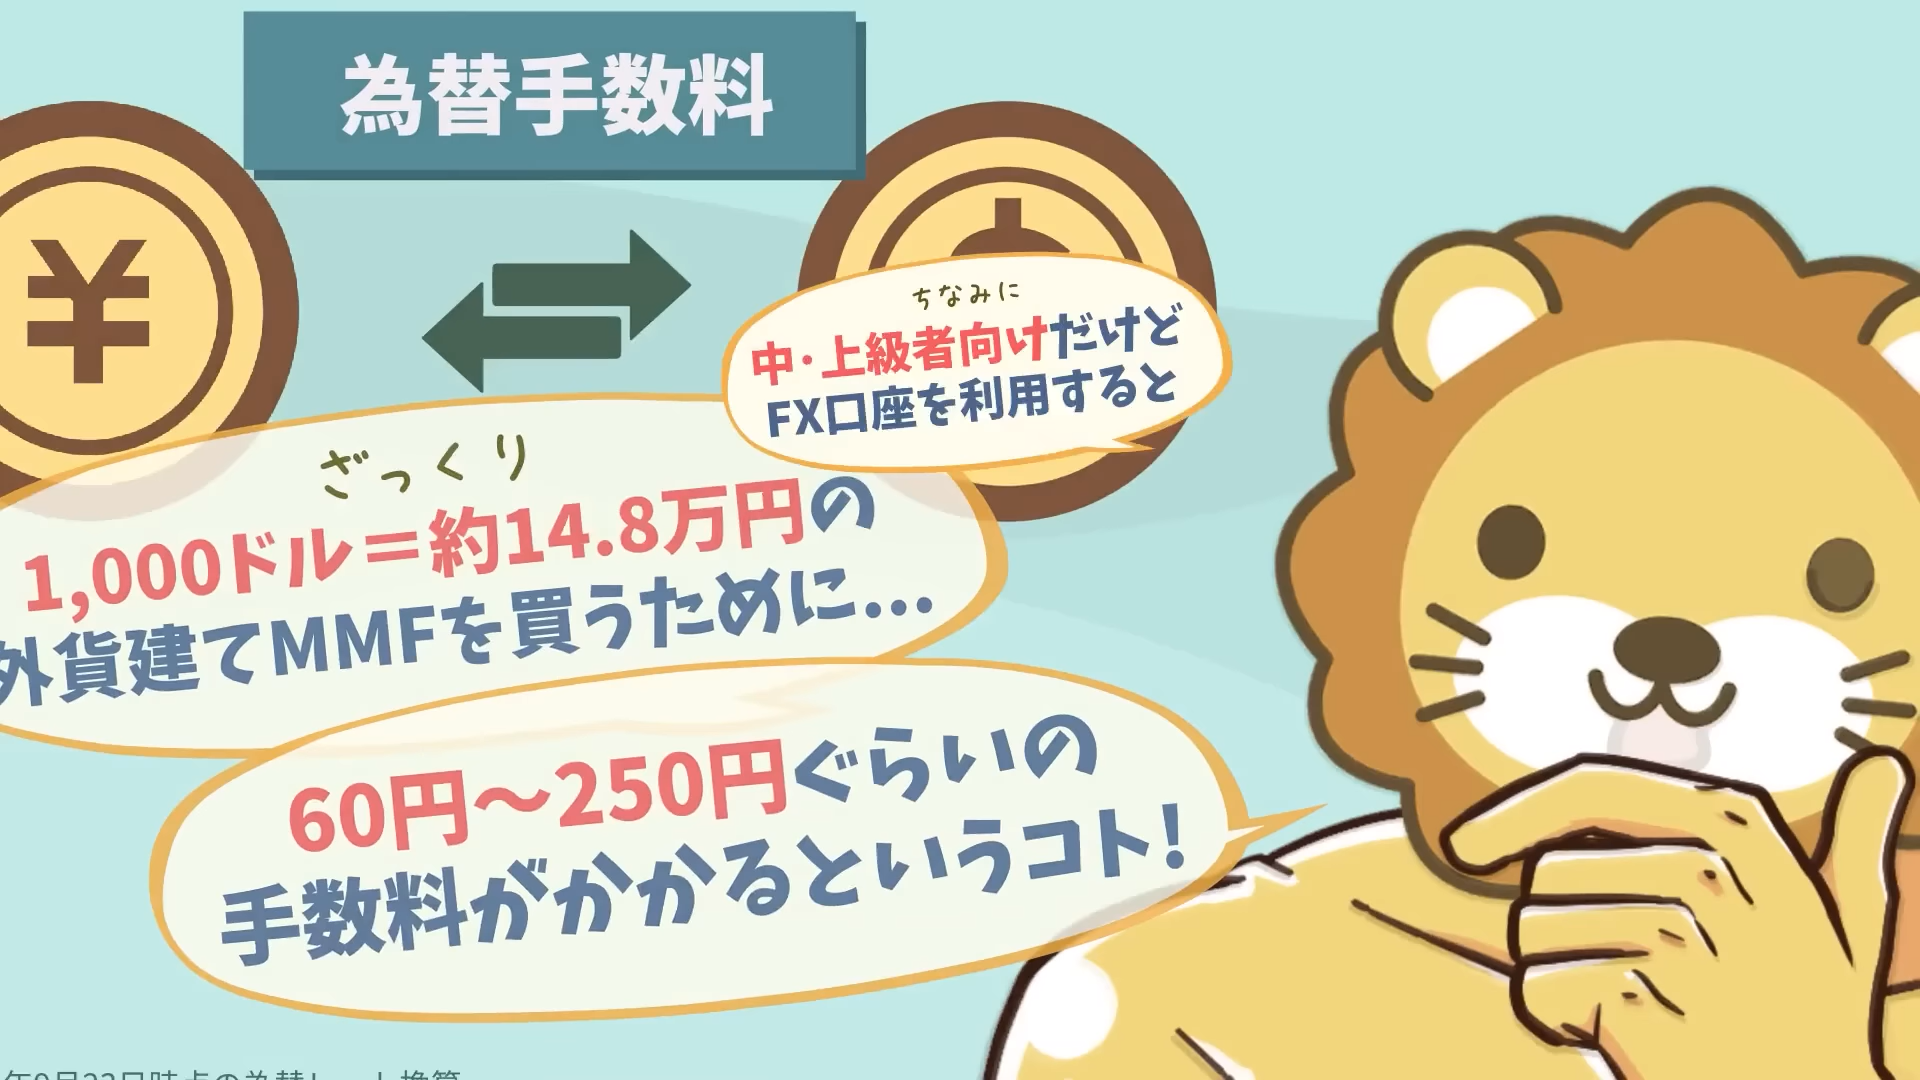 為替手数料
¥
ちなみに
中・上級者向けだけど
FX口座を利用すると
ざっくり
1,000ドル＝約14.8万円の
外貨建てMMFを買うために...
60円〜250円ぐらいの
手数料がかかるというコト!